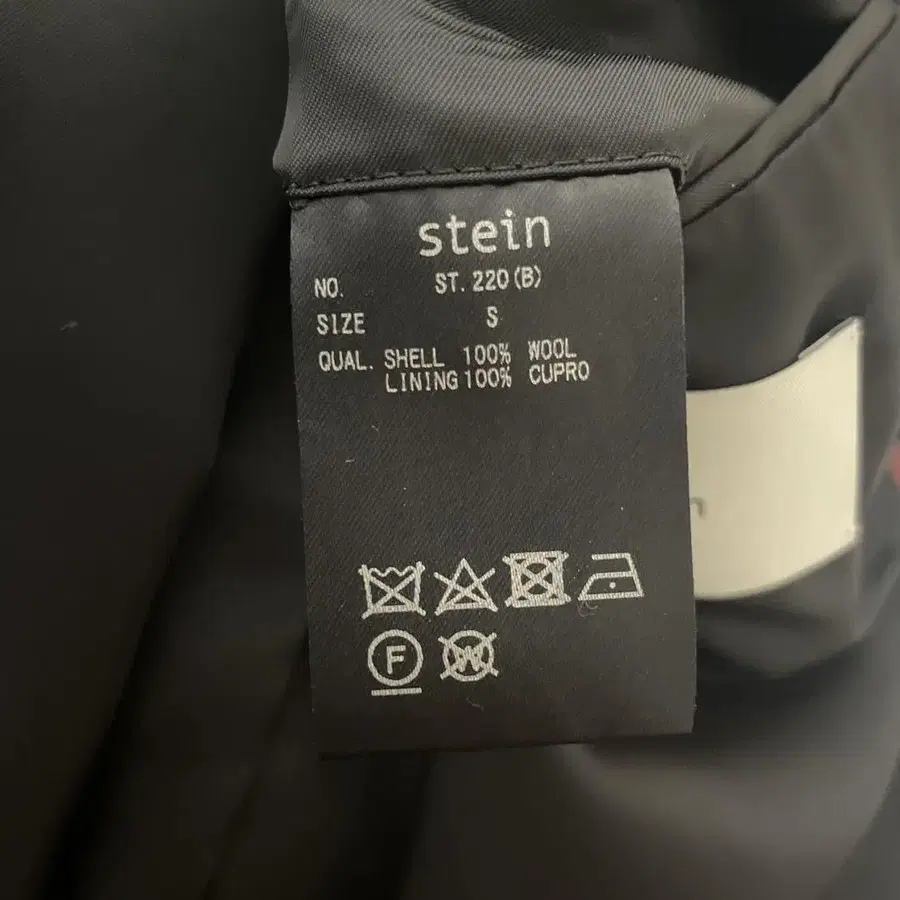 stein
NO. ST. 220 (B)
SIZE S
QUAL. SHELL 100% WOOL
LINING 100% CUPRO
F
W